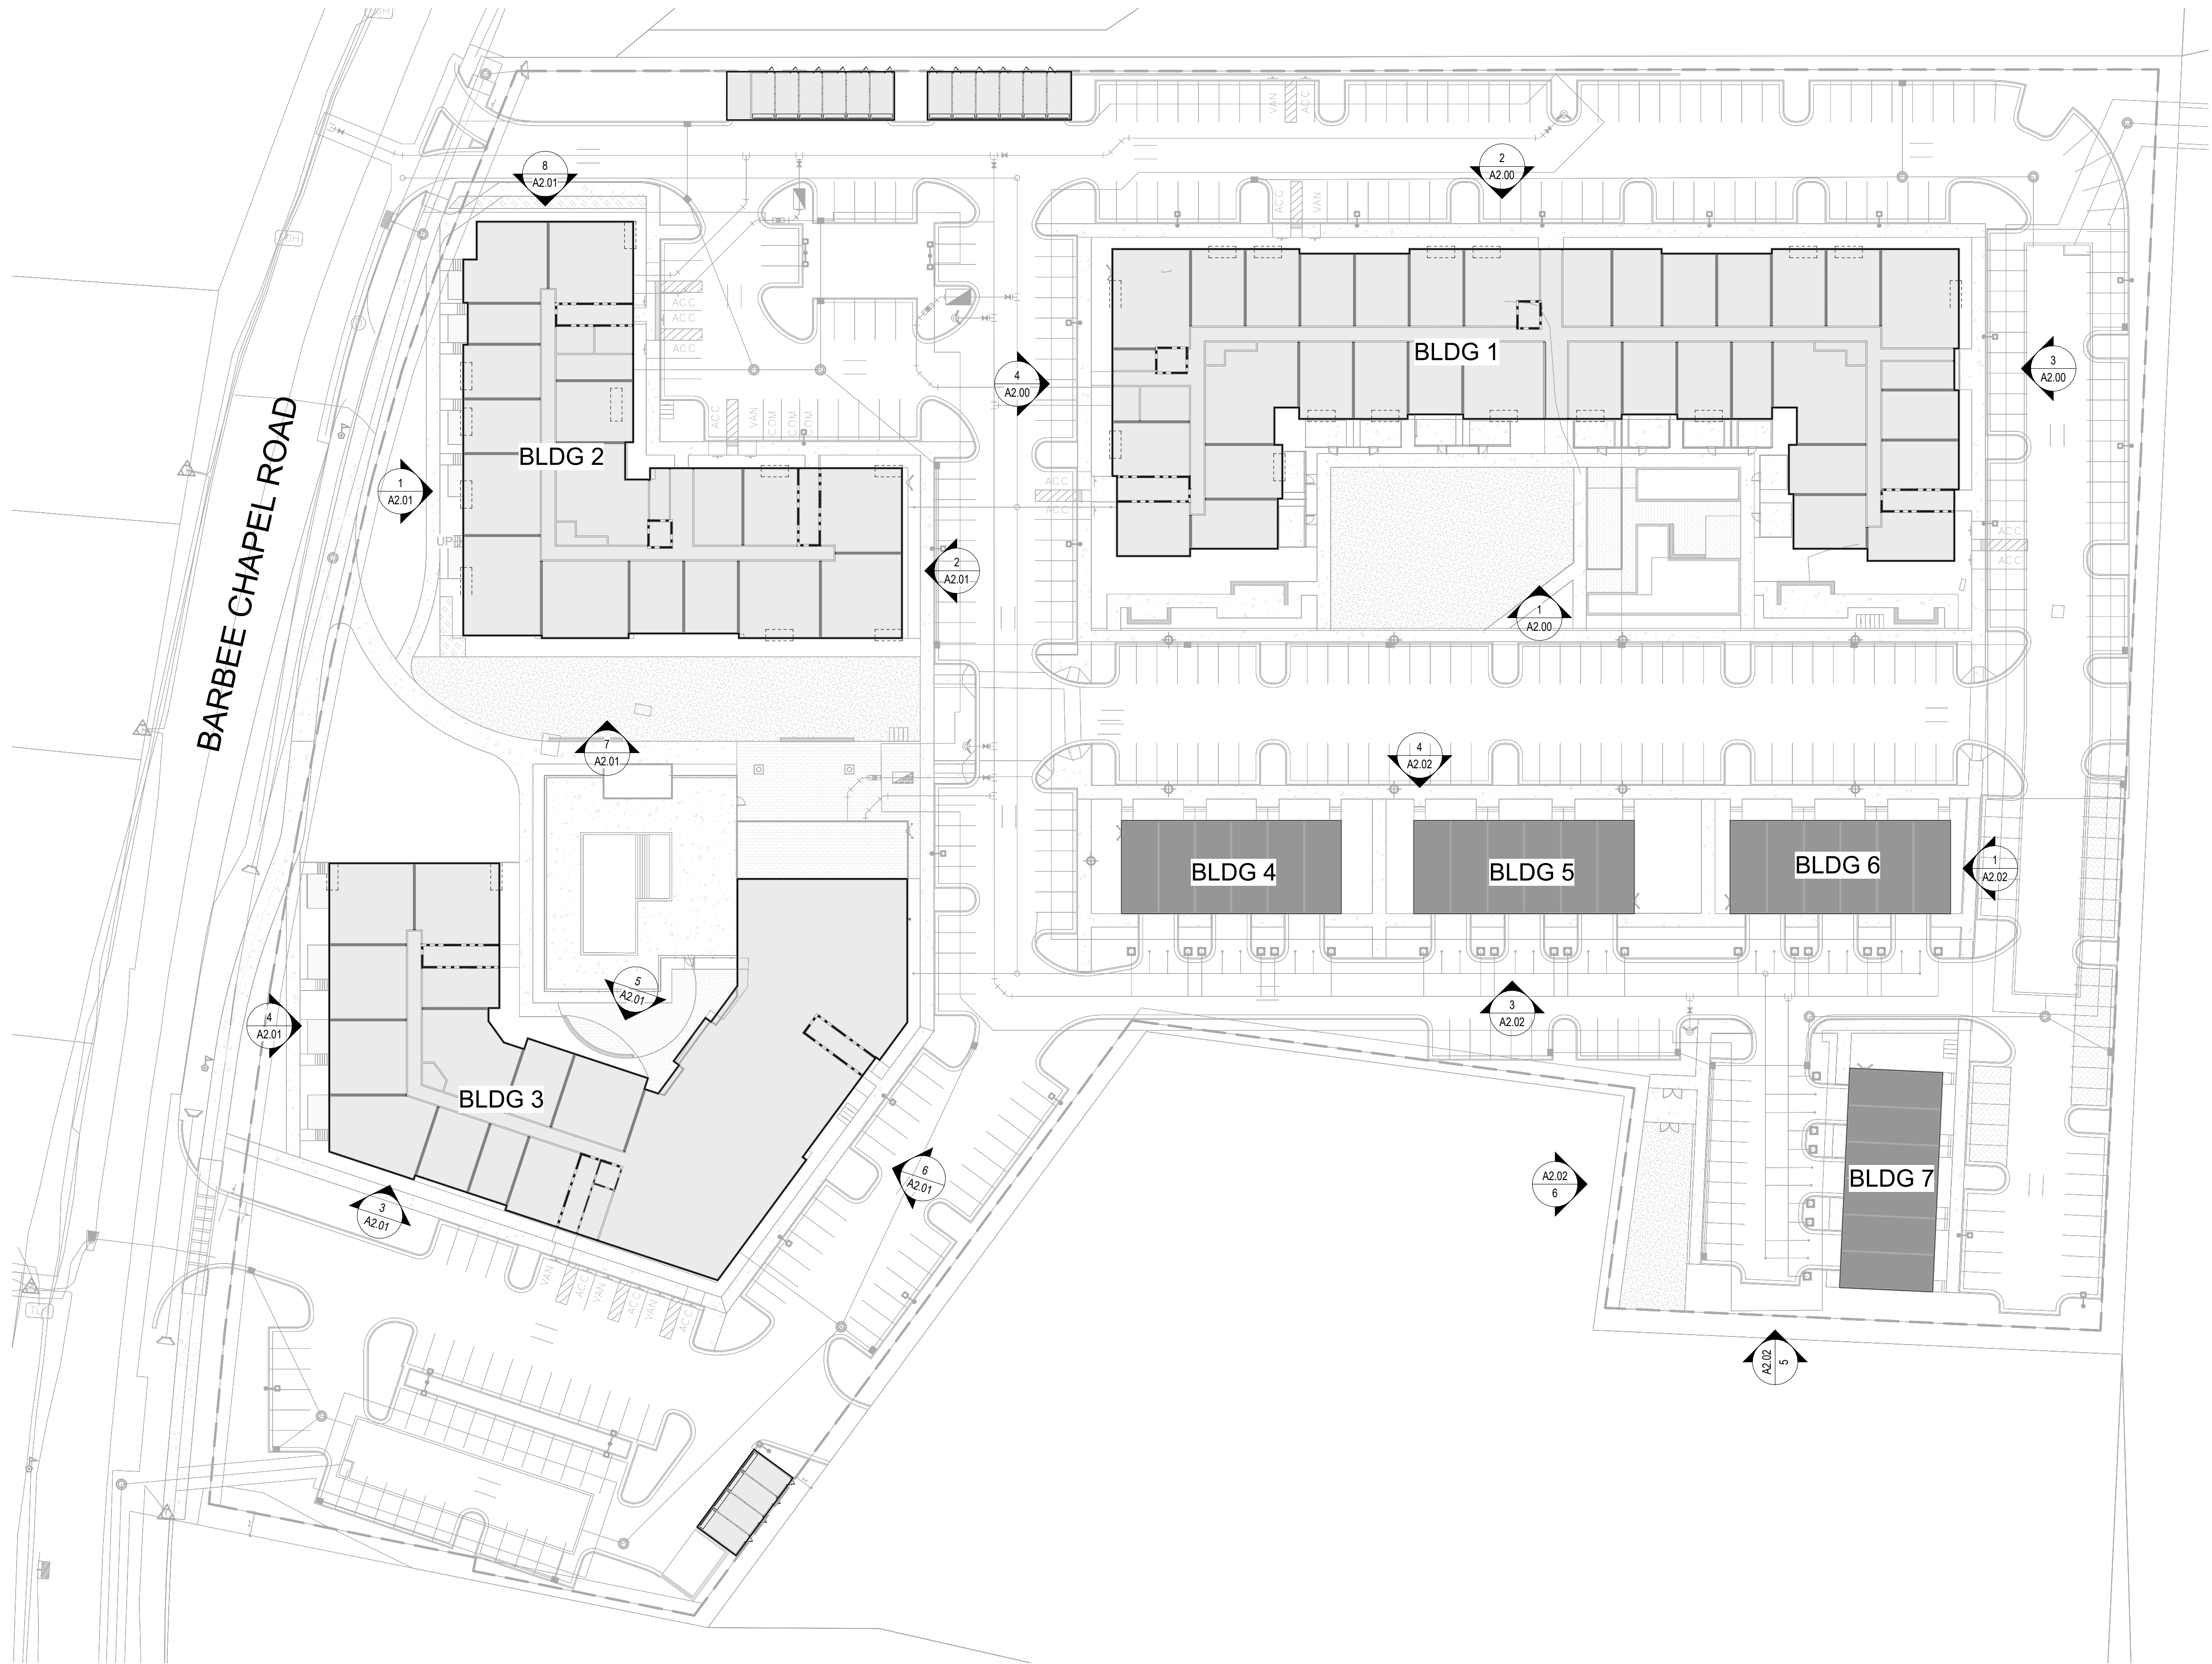 8
A2.01
2
A2.00
VAN
ACC
ACC
VAN
ACC
ACC
ACC
BLDG 1
4
A2.00
3
A2.00
ACC
VAN
COM
COM
COM
BLDG 2
1
A2.01
ACC
ACC
UP
2
A2.01
ACC
ACC
BARBEE CHAPEL ROAD
1
A2.00
7
A2.01
4
A2.02
BLDG 4
BLDG 5
BLDG 6
1
A2.02
5
A2.01
4
A2.01
3
A2.02
BLDG 3
6
A2.01
A2.02
6
BLDG 7
3
A2.01
VAN
ACC
VAN
ACC
VAN
ACC
A2.02
5